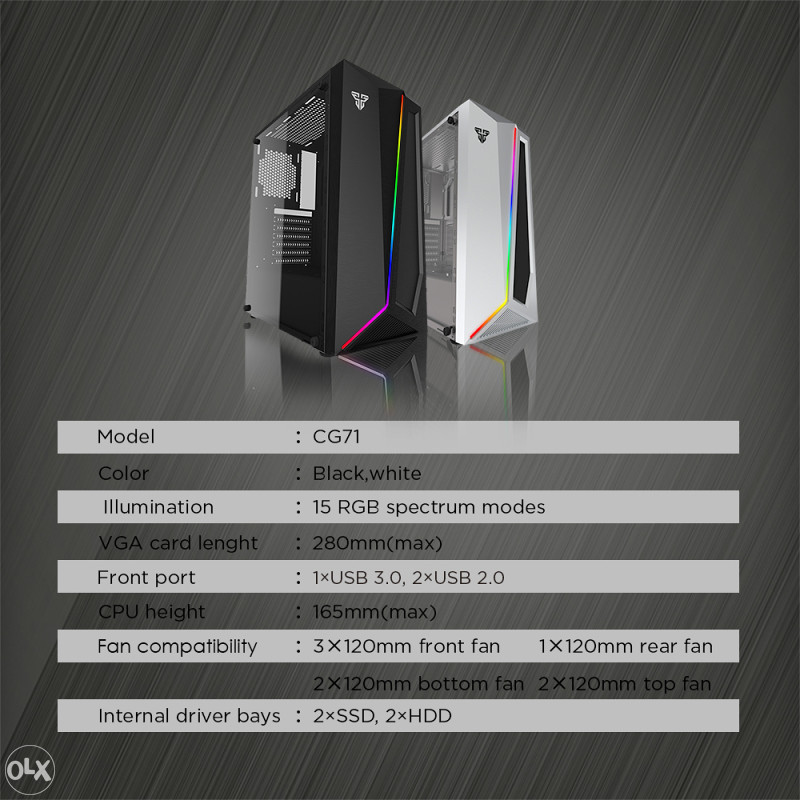 Model : CG71
Color : Black,white
Illumination : 15 RGB spectrum modes
VGA card lenght : 280mm(max)
Front port : 1×USB 3.0, 2×USB 2.0
CPU height : 165mm(max)
Fan compatibility : 3×120mm front fan 1×120mm rear fan
2×120mm bottom fan 2×120mm top fan
Internal driver bays : 2×SSD, 2×HDD
OLX